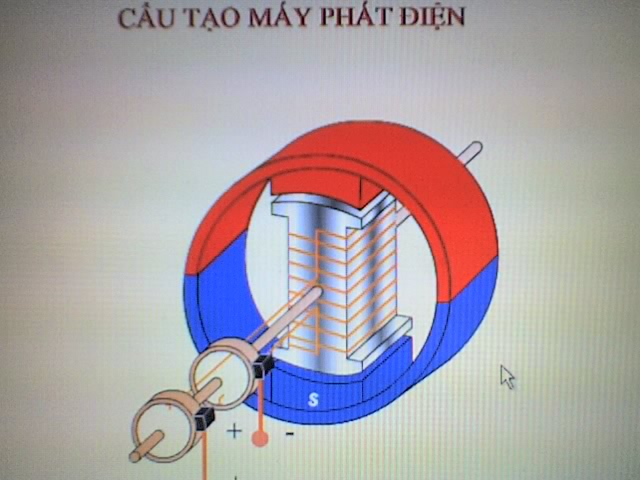 CẤU TẠO MÁY PHÁT ĐIỆN
S
+ -
+